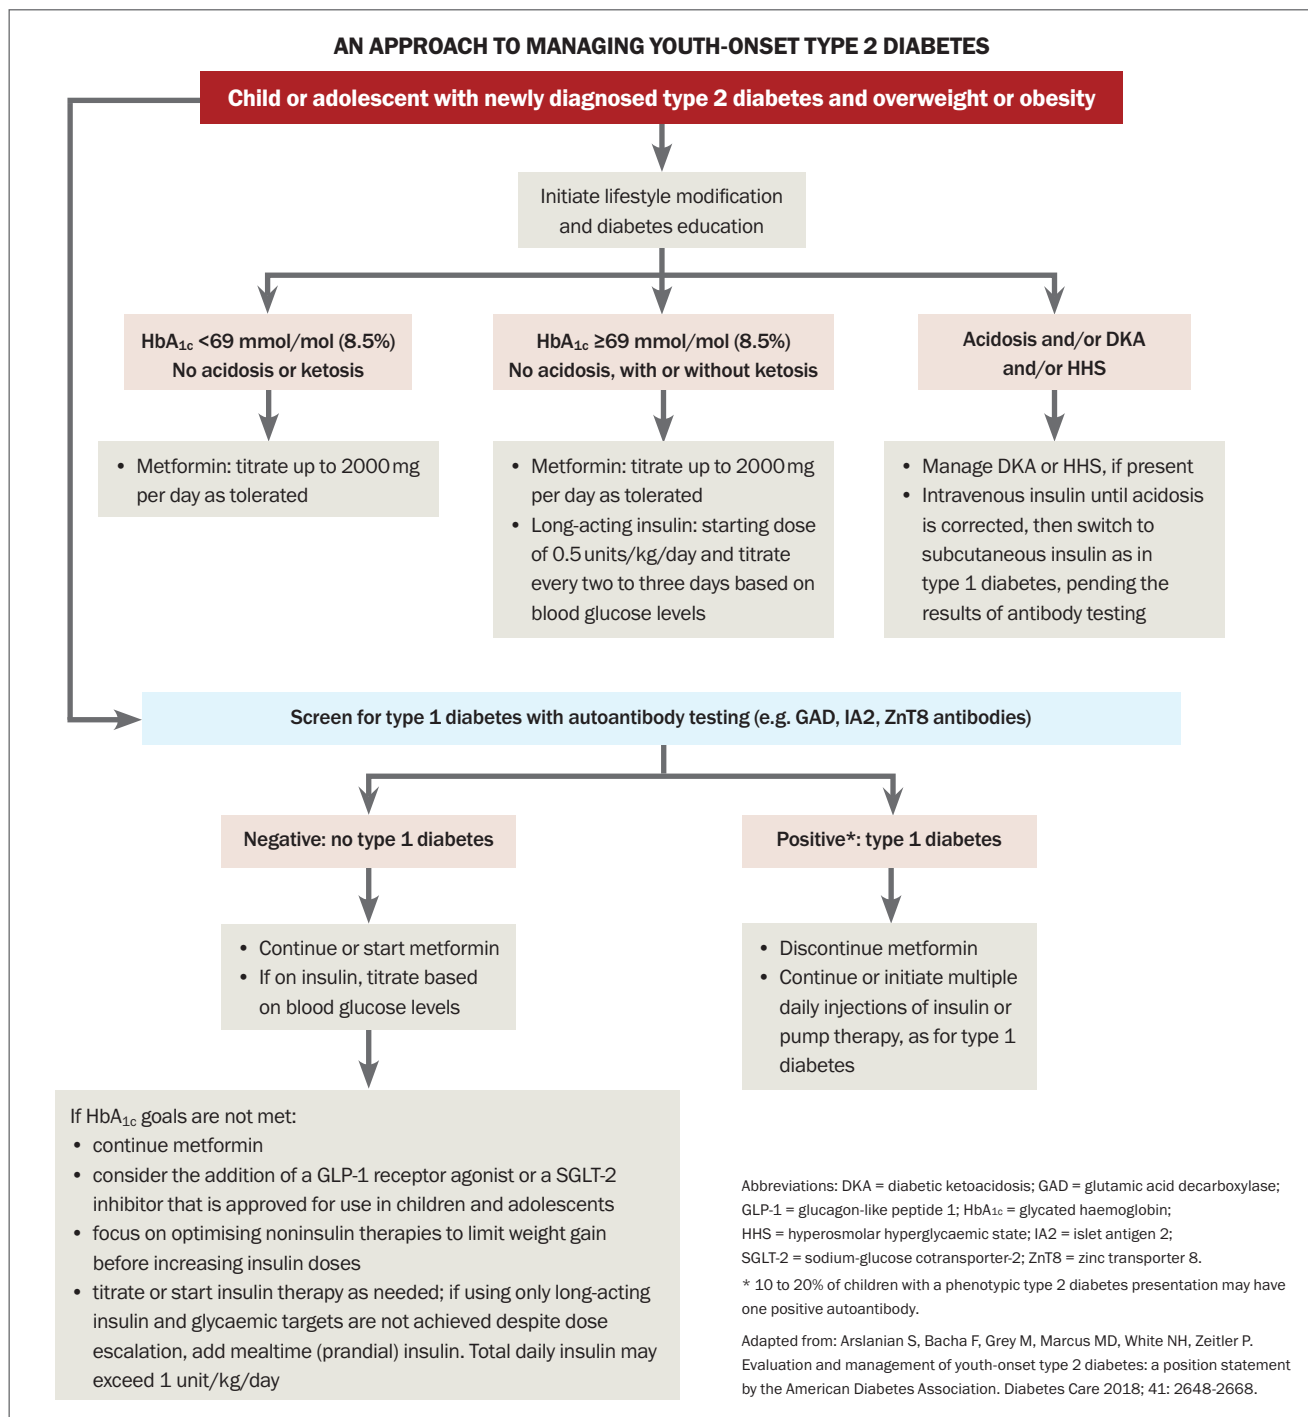 AN APPROACH TO MANAGING YOUTH-ONSET TYPE 2 DIABETES
Child or adolescent with newly diagnosed type 2 diabetes and overweight or obesity
Initiate lifestyle modification
and diabetes education
HbA1c <69 mmol/mol (8.5%)
No acidosis or ketosis
HbA1c ≥69 mmol/mol (8.5%)
No acidosis, with or without ketosis
Acidosis and/or DKA
and/or HHS
• Metformin: titrate up to 2000 mg
per day as tolerated
• Metformin: titrate up to 2000 mg
per day as tolerated
• Long-acting insulin: starting dose
of 0.5 units/kg/day and titrate
every two to three days based on
blood glucose levels
• Manage DKA or HHS, if present
• Intravenous insulin until acidosis
is corrected, then switch to
subcutaneous insulin as in
type 1 diabetes, pending the
results of antibody testing
Screen for type 1 diabetes with autoantibody testing (e.g. GAD, IA2, ZnT8 antibodies)
Negative: no type 1 diabetes
Positive*: type 1 diabetes
• Continue or start metformin
• If on insulin, titrate based
on blood glucose levels
• Discontinue metformin
• Continue or initiate multiple
daily injections of insulin or
pump therapy, as for type 1
diabetes
If HbA1c goals are not met:
• continue metformin
• consider the addition of a GLP-1 receptor agonist or a SGLT-2
inhibitor that is approved for use in children and adolescents
• focus on optimising noninsulin therapies to limit weight gain
before increasing insulin doses
• titrate or start insulin therapy as needed; if using only long-acting
insulin and glycaemic targets are not achieved despite dose
escalation, add mealtime (prandial) insulin. Total daily insulin may
exceed 1 unit/kg/day
Abbreviations: DKA = diabetic ketoacidosis; GAD = glutamic acid decarboxylase;
GLP-1 = glucagon-like peptide 1; HbA1c = glycated haemoglobin;
HHS = hyperosmolar hyperglycaemic state; IA2 = islet antigen 2;
SGLT-2 = sodium-glucose cotransporter-2; ZnT8 = zinc transporter 8.
* 10 to 20% of children with a phenotypic type 2 diabetes presentation may have
one positive autoantibody.
Adapted from: Arslanian S, Bacha F, Grey M, Marcus MD, White NH, Zeitler P.
Evaluation and management of youth-onset type 2 diabetes: a position statement
by the American Diabetes Association. Diabetes Care 2018; 41: 2648-2668.